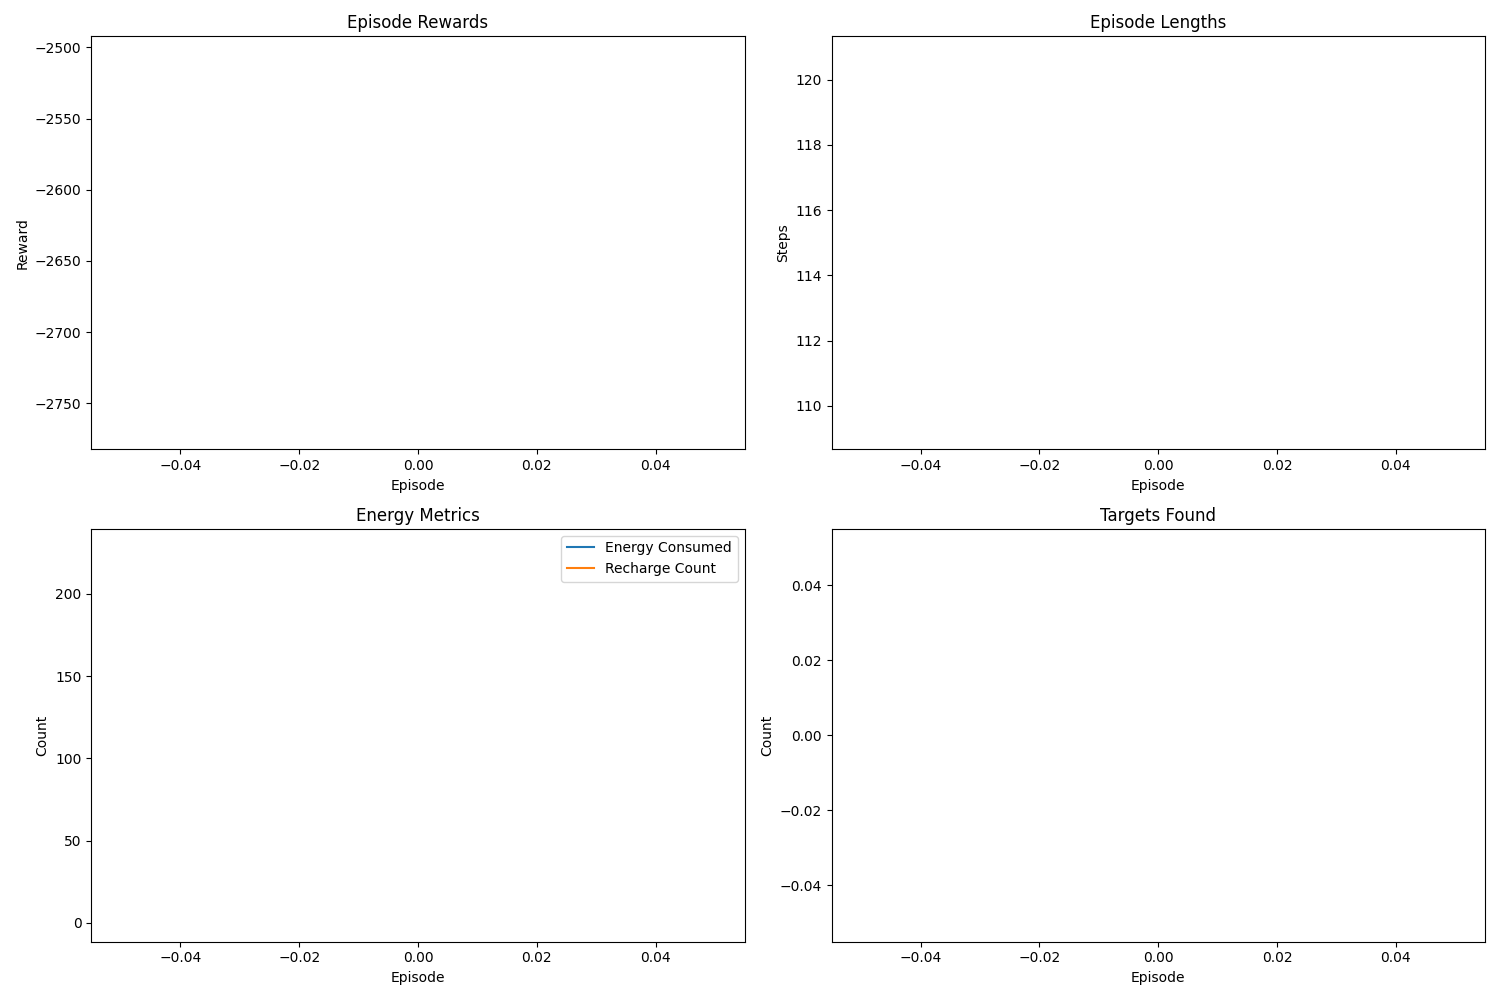 Episode Rewards
−2500
−2550
−2600
−2650
−2700
−2750
Reward
−0.04 −0.02 0.00 0.02 0.04
Episode
Episode Lengths
120
118
116
114
112
110
Steps
−0.04 −0.02 0.00 0.02 0.04
Episode
Energy Metrics
Energy Consumed
Recharge Count
200
150
100
50
0
Count
−0.04 −0.02 0.00 0.02 0.04
Episode
Targets Found
0.04
0.02
0.00
−0.02
−0.04
Count
−0.04 −0.02 0.00 0.02 0.04
Episode